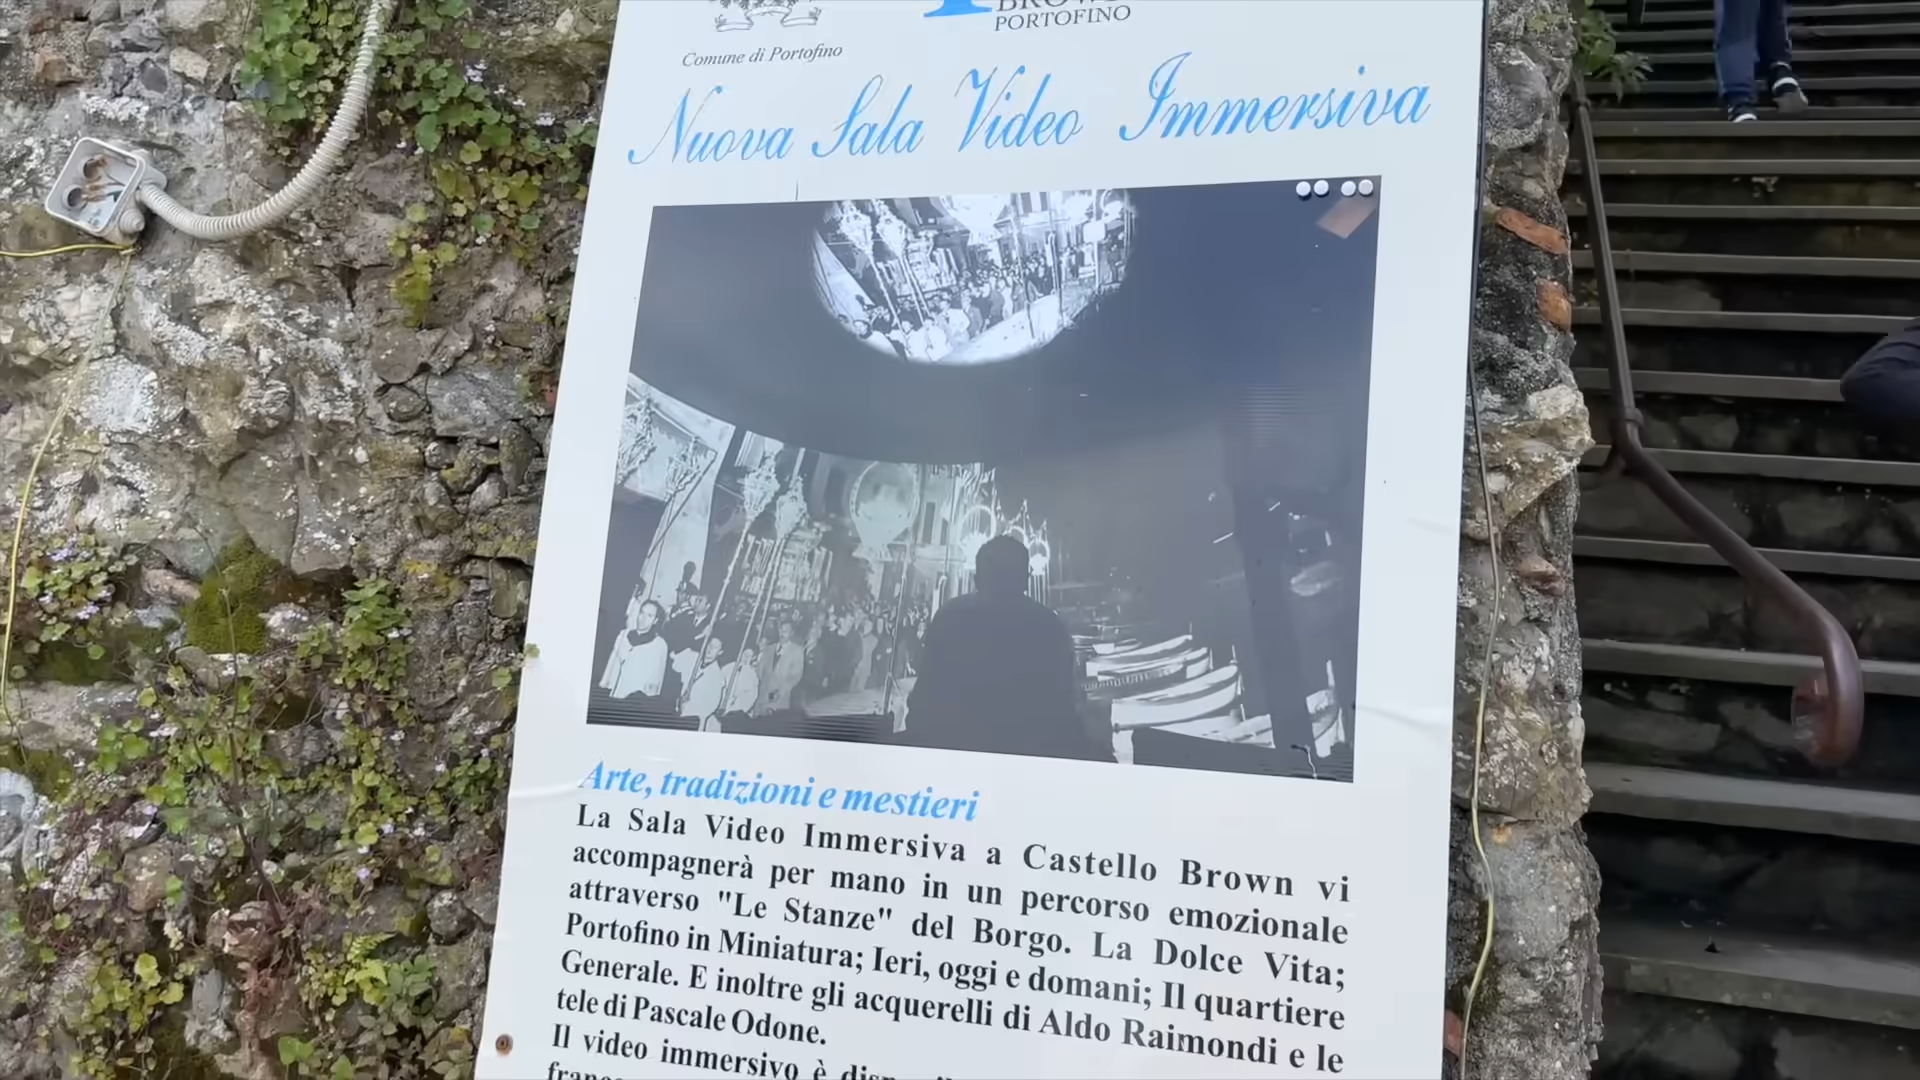 PORTOFINO
Comune di Portofino
Nuova Sala Video Immersiva
Arte, tradizioni e mestieri
La Sala Video Immersiva a Castello Brown vi
accompagnerà per mano in un percorso emozionale
attraverso "Le Stanze" del Borgo. La Dolce Vita;
Portofino in Miniatura; Ieri, oggi e domani; Il quartiere
Generale. E inoltre gli acquerelli di Aldo Raimondi e le
tele di Pascale Odone.
Il video immersivo è